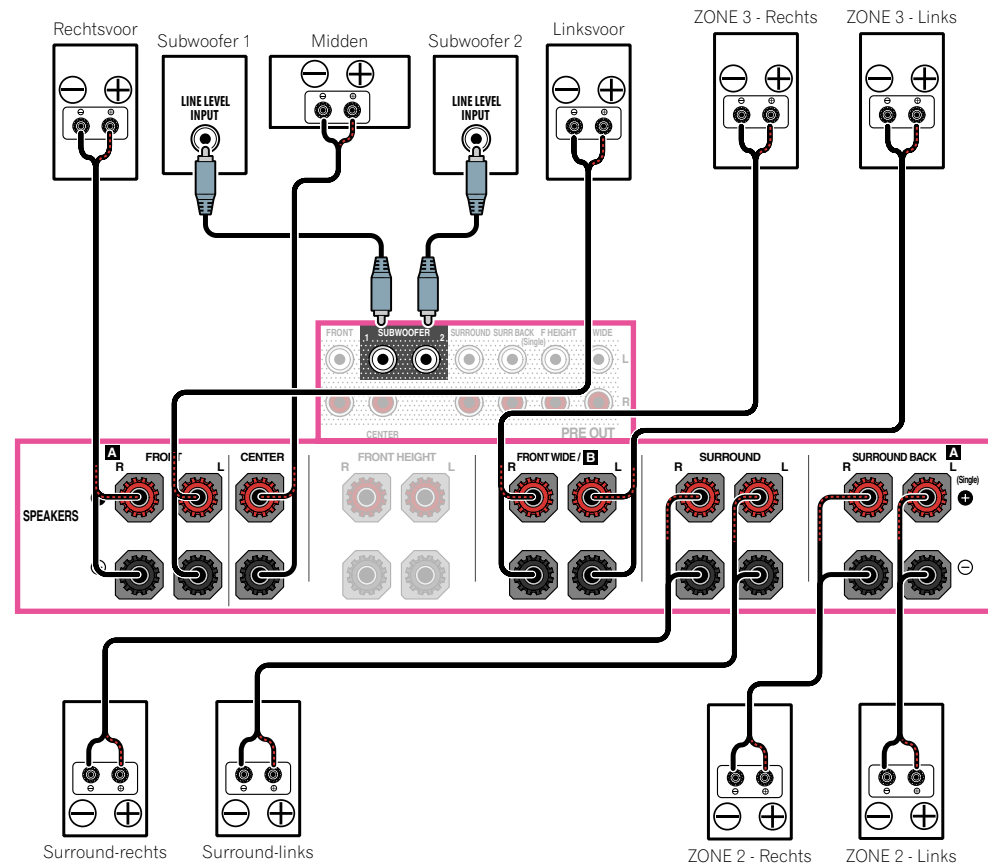 ZONE 3 - Rechts ZONE 3 - Links
Rechtsvoor Subwoofer 1 Midden Subwoofer 2 Linksvoor
LINE LEVEL
INPUT
LINE LEVEL
INPUT
FRONT 1 SUBWOOFER 2 SURROUND SURR BACK F HEIGHT WIDE
(Single)
L
R
CENTER PRE OUT
A FRONT CENTER FRONT HEIGHT FRONT WIDE / B SURROUND SURROUND BACK A
R L R L R L R L R L
(Single)
SPEAKERS
Surround-rechts Surround-links ZONE 2 - Rechts ZONE 2 - Links